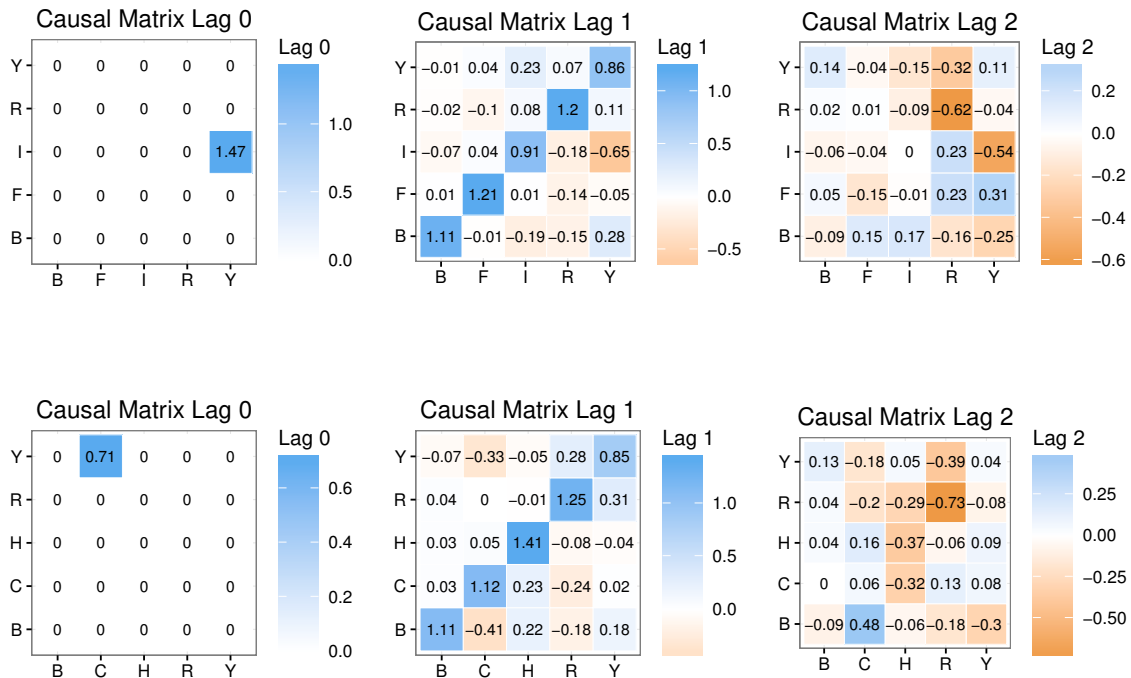 Causal Matrix Lag 0
Lag 0
Y 0 0 0 0 0
R 0 0 0 0 0
I 0 0 0 0 1.47
F 0 0 0 0 0
B 0 0 0 0 0
B F I R Y
1.0
0.5
0.0
Causal Matrix Lag 1
Lag 1
Y −0.01 0.04 0.23 0.07 0.86
R −0.02 −0.1 0.08 1.2 0.11
I −0.07 0.04 0.91 −0.18 −0.65
F 0.01 1.21 0.01 −0.14 −0.05
B 1.11 −0.01 −0.19 −0.15 0.28
B F I R Y
1.0
0.5
0.0
−0.5
Causal Matrix Lag 2
Lag 2
Y 0.14 −0.04 −0.15 −0.32 0.11
R 0.02 0.01 −0.09 −0.62 −0.04
I −0.06 −0.04 0 0.23 −0.54
F 0.05 −0.15 −0.01 0.23 0.31
B −0.09 0.15 0.17 −0.16 −0.25
B F I R Y
0.2
0.0
−0.2
−0.4
−0.6
Causal Matrix Lag 0
Lag 0
Y 0 0.71 0 0 0
R 0 0 0 0 0
H 0 0 0 0 0
C 0 0 0 0 0
B 0 0 0 0 0
B C H R Y
0.6
0.4
0.2
0.0
Causal Matrix Lag 1
Lag 1
Y −0.07 −0.33 −0.05 0.28 0.85
R 0.04 0 −0.01 1.25 0.31
H 0.03 0.05 1.41 −0.08 −0.04
C 0.03 1.12 0.23 −0.24 0.02
B 1.11 −0.41 0.22 −0.18 0.18
B C H R Y
1.0
0.5
0.0
Causal Matrix Lag 2
Lag 2
Y 0.13 −0.18 0.05 −0.39 0.04
R 0.04 −0.2 −0.29 −0.73 −0.08
H 0.04 0.16 −0.37 −0.06 0.09
C 0 0.06 −0.32 0.13 0.08
B −0.09 0.48 −0.06 −0.18 −0.3
B C H R Y
0.25
0.00
−0.25
−0.50